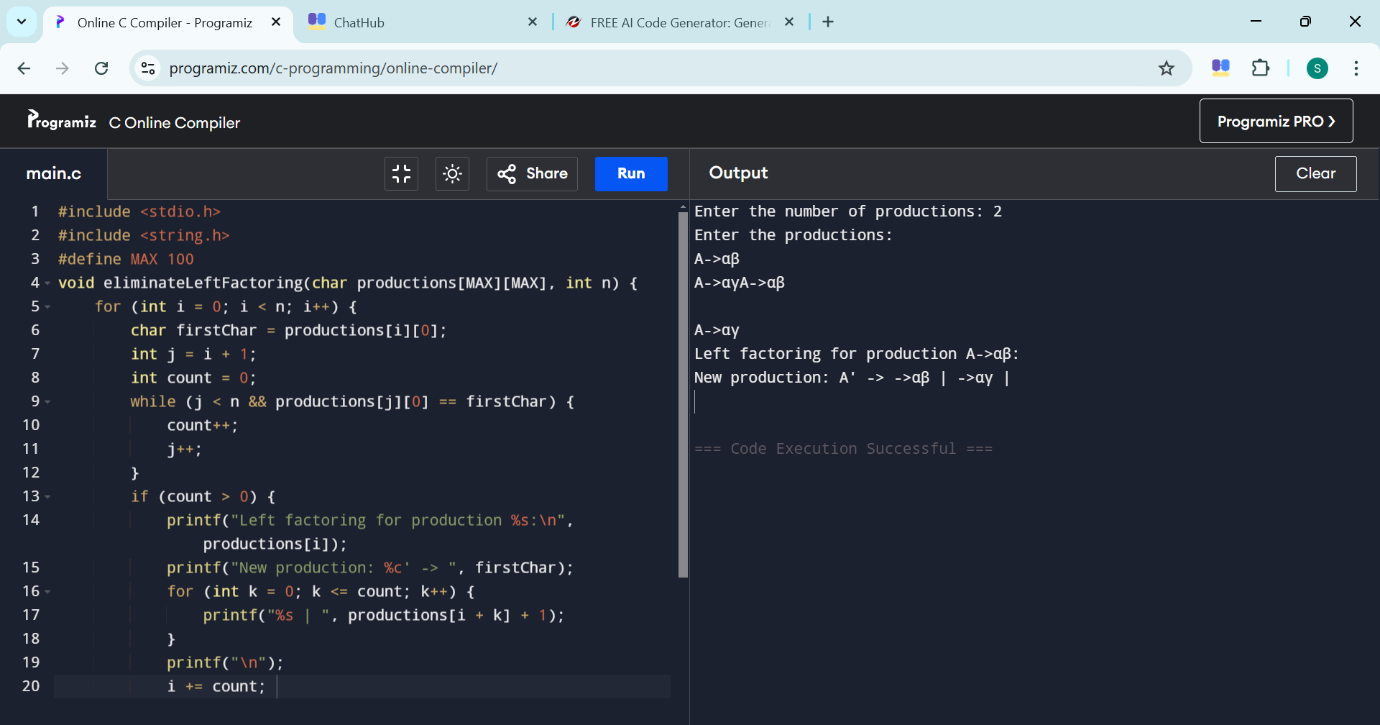 Online C Compiler - Programiz
ChatHub
FREE AI Code Generator: Gener
programiz.com/c-programming/online-compiler/
S
Programiz C Online Compiler
Programiz PRO
main.c
Share
Run
Output
Clear
1 #include <stdio.h>
2 #include <string.h>
3 #define MAX 100
4 void eliminateLeftFactoring(char productions[MAX][MAX], int n) {
5 for (int i = 0; i < n; i++) {
6 char firstChar = productions[i][0];
7 int j = i + 1;
8 int count = 0;
9 while (j < n && productions[j][0] == firstChar) {
10 count++;
11 j++;
12 }
13 if (count > 0) {
14 printf("Left factoring for production %s:\n",
productions[i]);
15 printf("New production: %c' -> ", firstChar);
16 for (int k = 0; k <= count; k++) {
17 printf("%s | ", productions[i + k] + 1);
18 }
19 printf("\n");
20 i += count;
Enter the number of productions: 2
Enter the productions:
A->αβ
A->αγA->αβ
A->αγ
Left factoring for production A->αβ:
New production: A' -> ->αβ | ->αγ |
=== Code Execution Successful ===